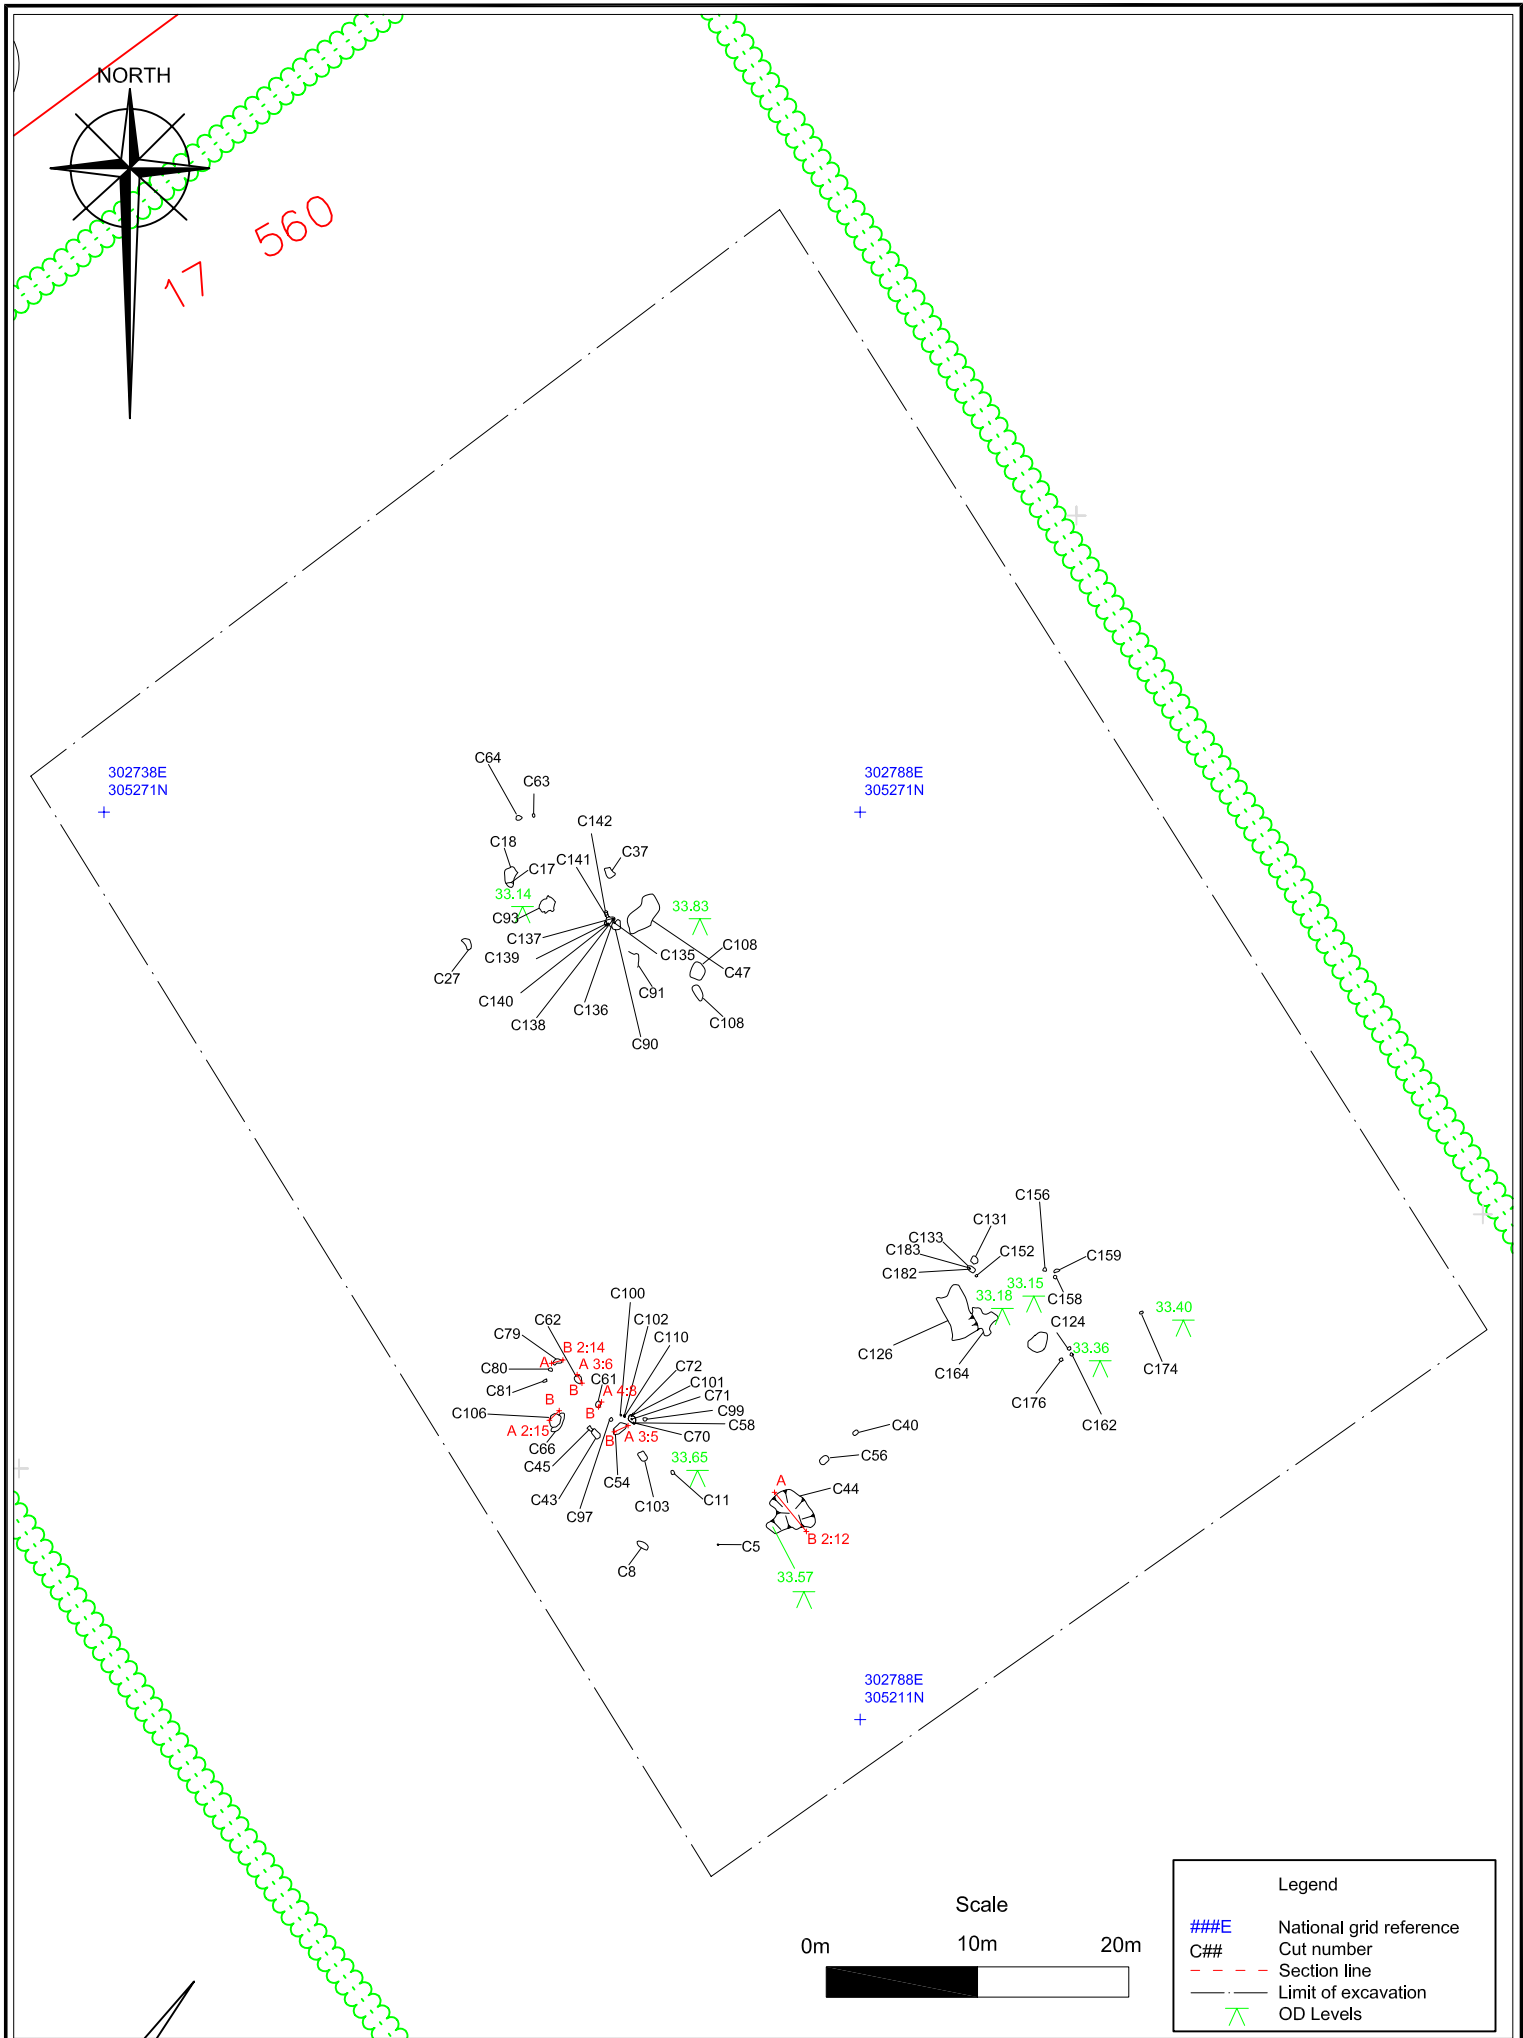 NORTH
17 560
302738E
305271N
302788E
305271N
C64
C63
C142
C18
C17
C141
C37
33.14
C93
33.83
C137
C135
C108
C139
C47
C27
C91
C140
C136
C108
C138
C90
C156
C131
C133
C183
C152
C159
C182
33.15
33.18
C158
33.40
C100
C62
C102
C124
C79
B 2:14
C110
33.36
C126
C80
A
A 3:6
C72
C164
C174
C81
B
C61
C101
C176
A 4:8
C71
B
B
C99
C162
C106
C58
A 2:15
B
A 3:5
C70
C40
C66
C45
C54
33.65
C56
C43
C103
C11
A
C44
C97
B 2:12
C8
C5
33.57
302788E
305211N
Scale
0m 10m 20m
Legend
###E National grid reference
C## Cut number
Section line
Limit of excavation
OD Levels